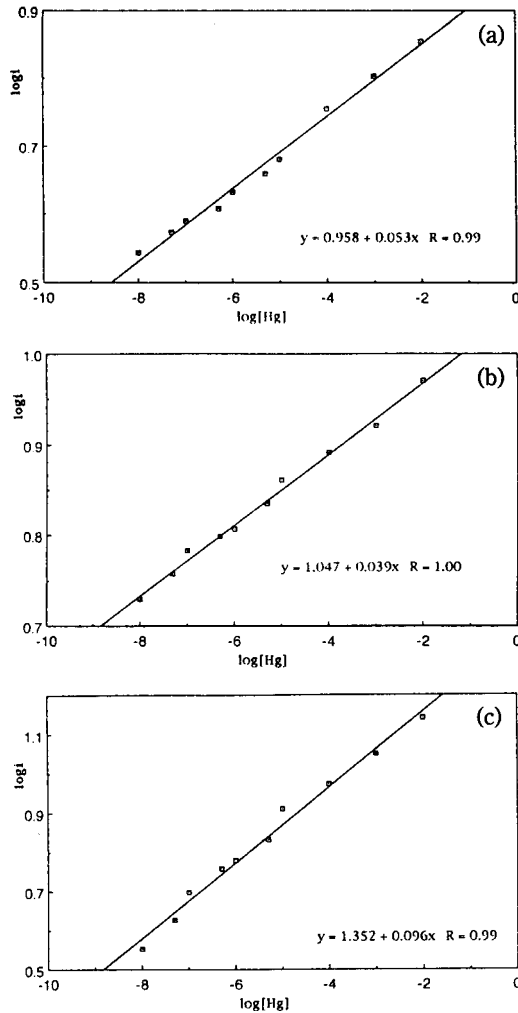 (a)
0.9
0.7
0.5
logi
y = 0.958 + 0.053x R = 0.99
-10 -8 -6 -4 -2 0
log[Hg]
(b)
1.0
0.9
0.8
0.7
logi
y = 1.047 + 0.039x R = 1.00
-10 -8 -6 -4 -2 0
log[Hg]
(c)
1.1
0.9
0.7
0.5
logi
y = 1.352 + 0.096x R = 0.99
-10 -8 -6 -4 -2 0
log[Hg]